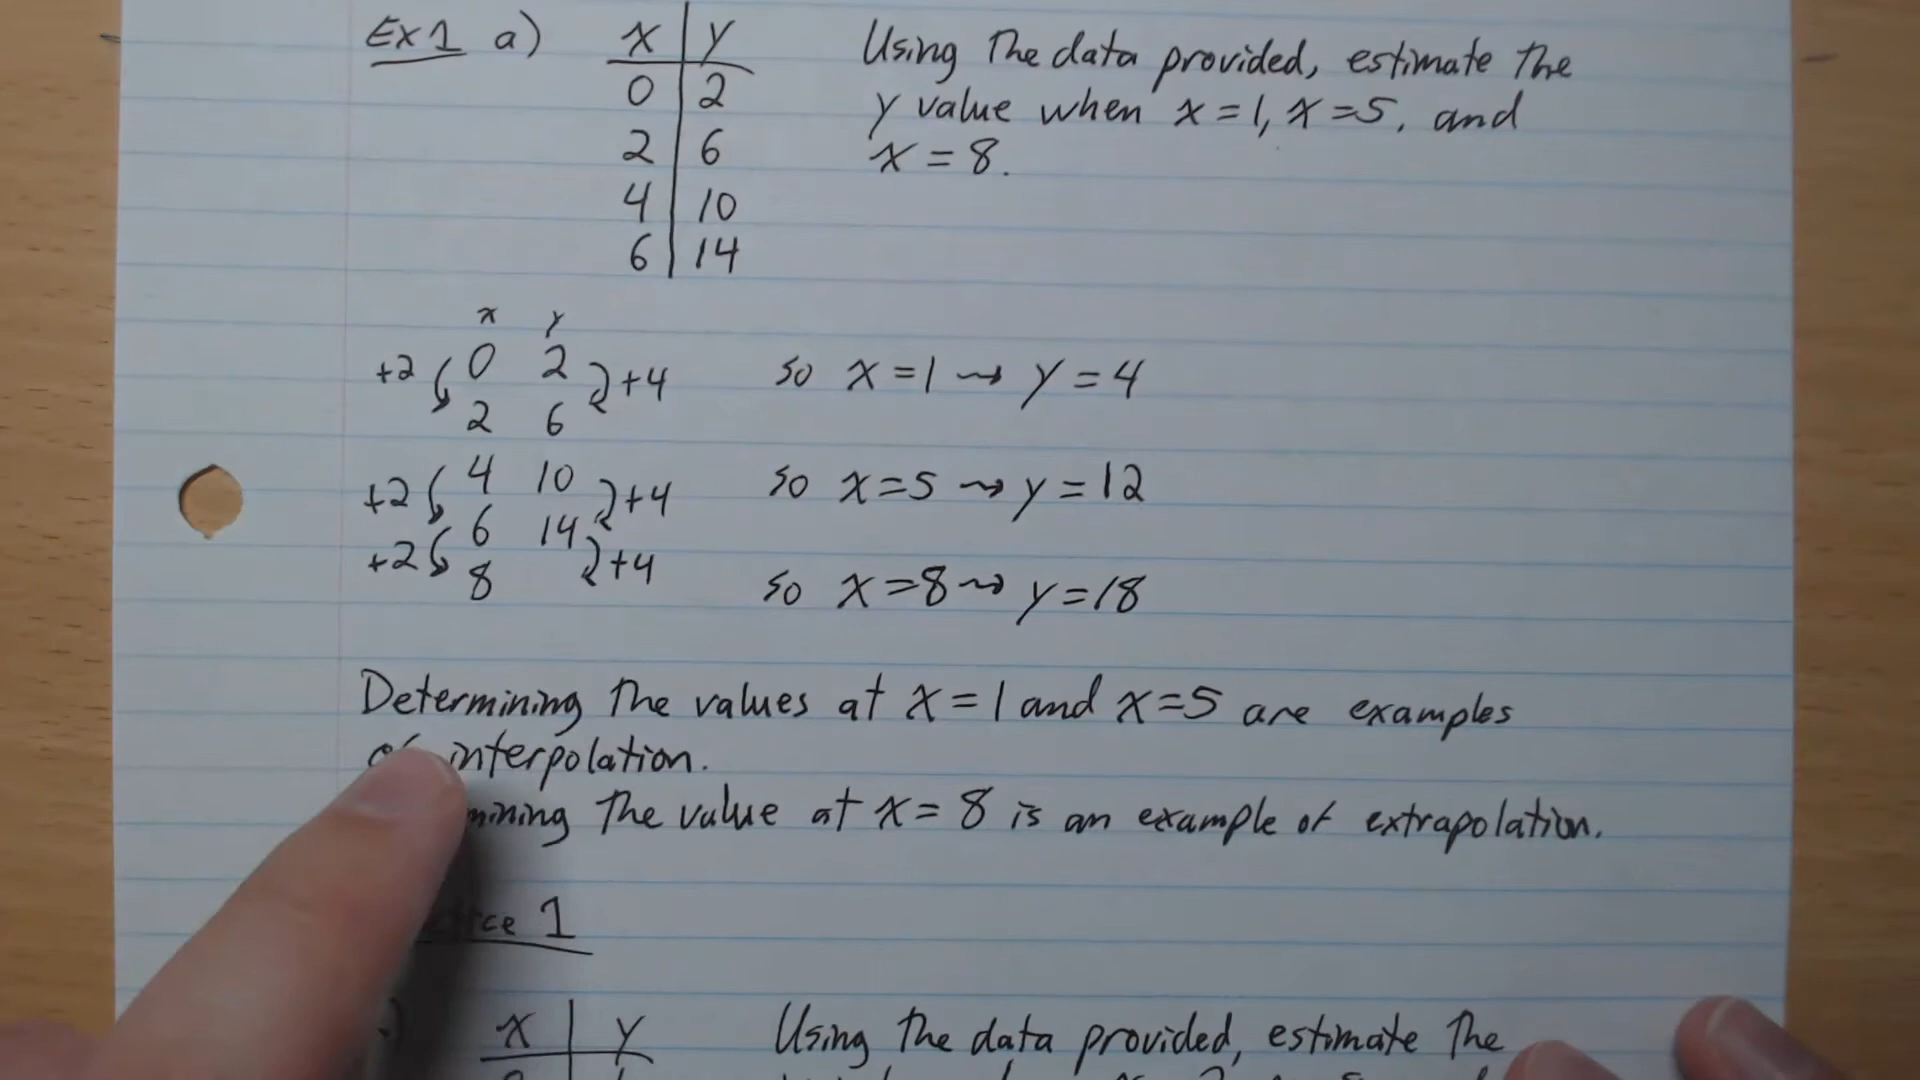 Ex 1 a) x y
0 2
2 6
4 10
6 14
Using the data provided, estimate the
y value when x = 1, x = 5, and
x = 8.
x y
+2 0 2 +4 so x = 1 → y = 4
2 6
+2 4 10 +4 so x = 5 → y = 12
6 14
+2 8 +4 so x = 8 → y = 18
Determining the values at x = 1 and x = 5 are examples
of interpolation.
mining the value at x = 8 is an example of extrapolation.
ctice 1
x y
Using the data provided, estimate the